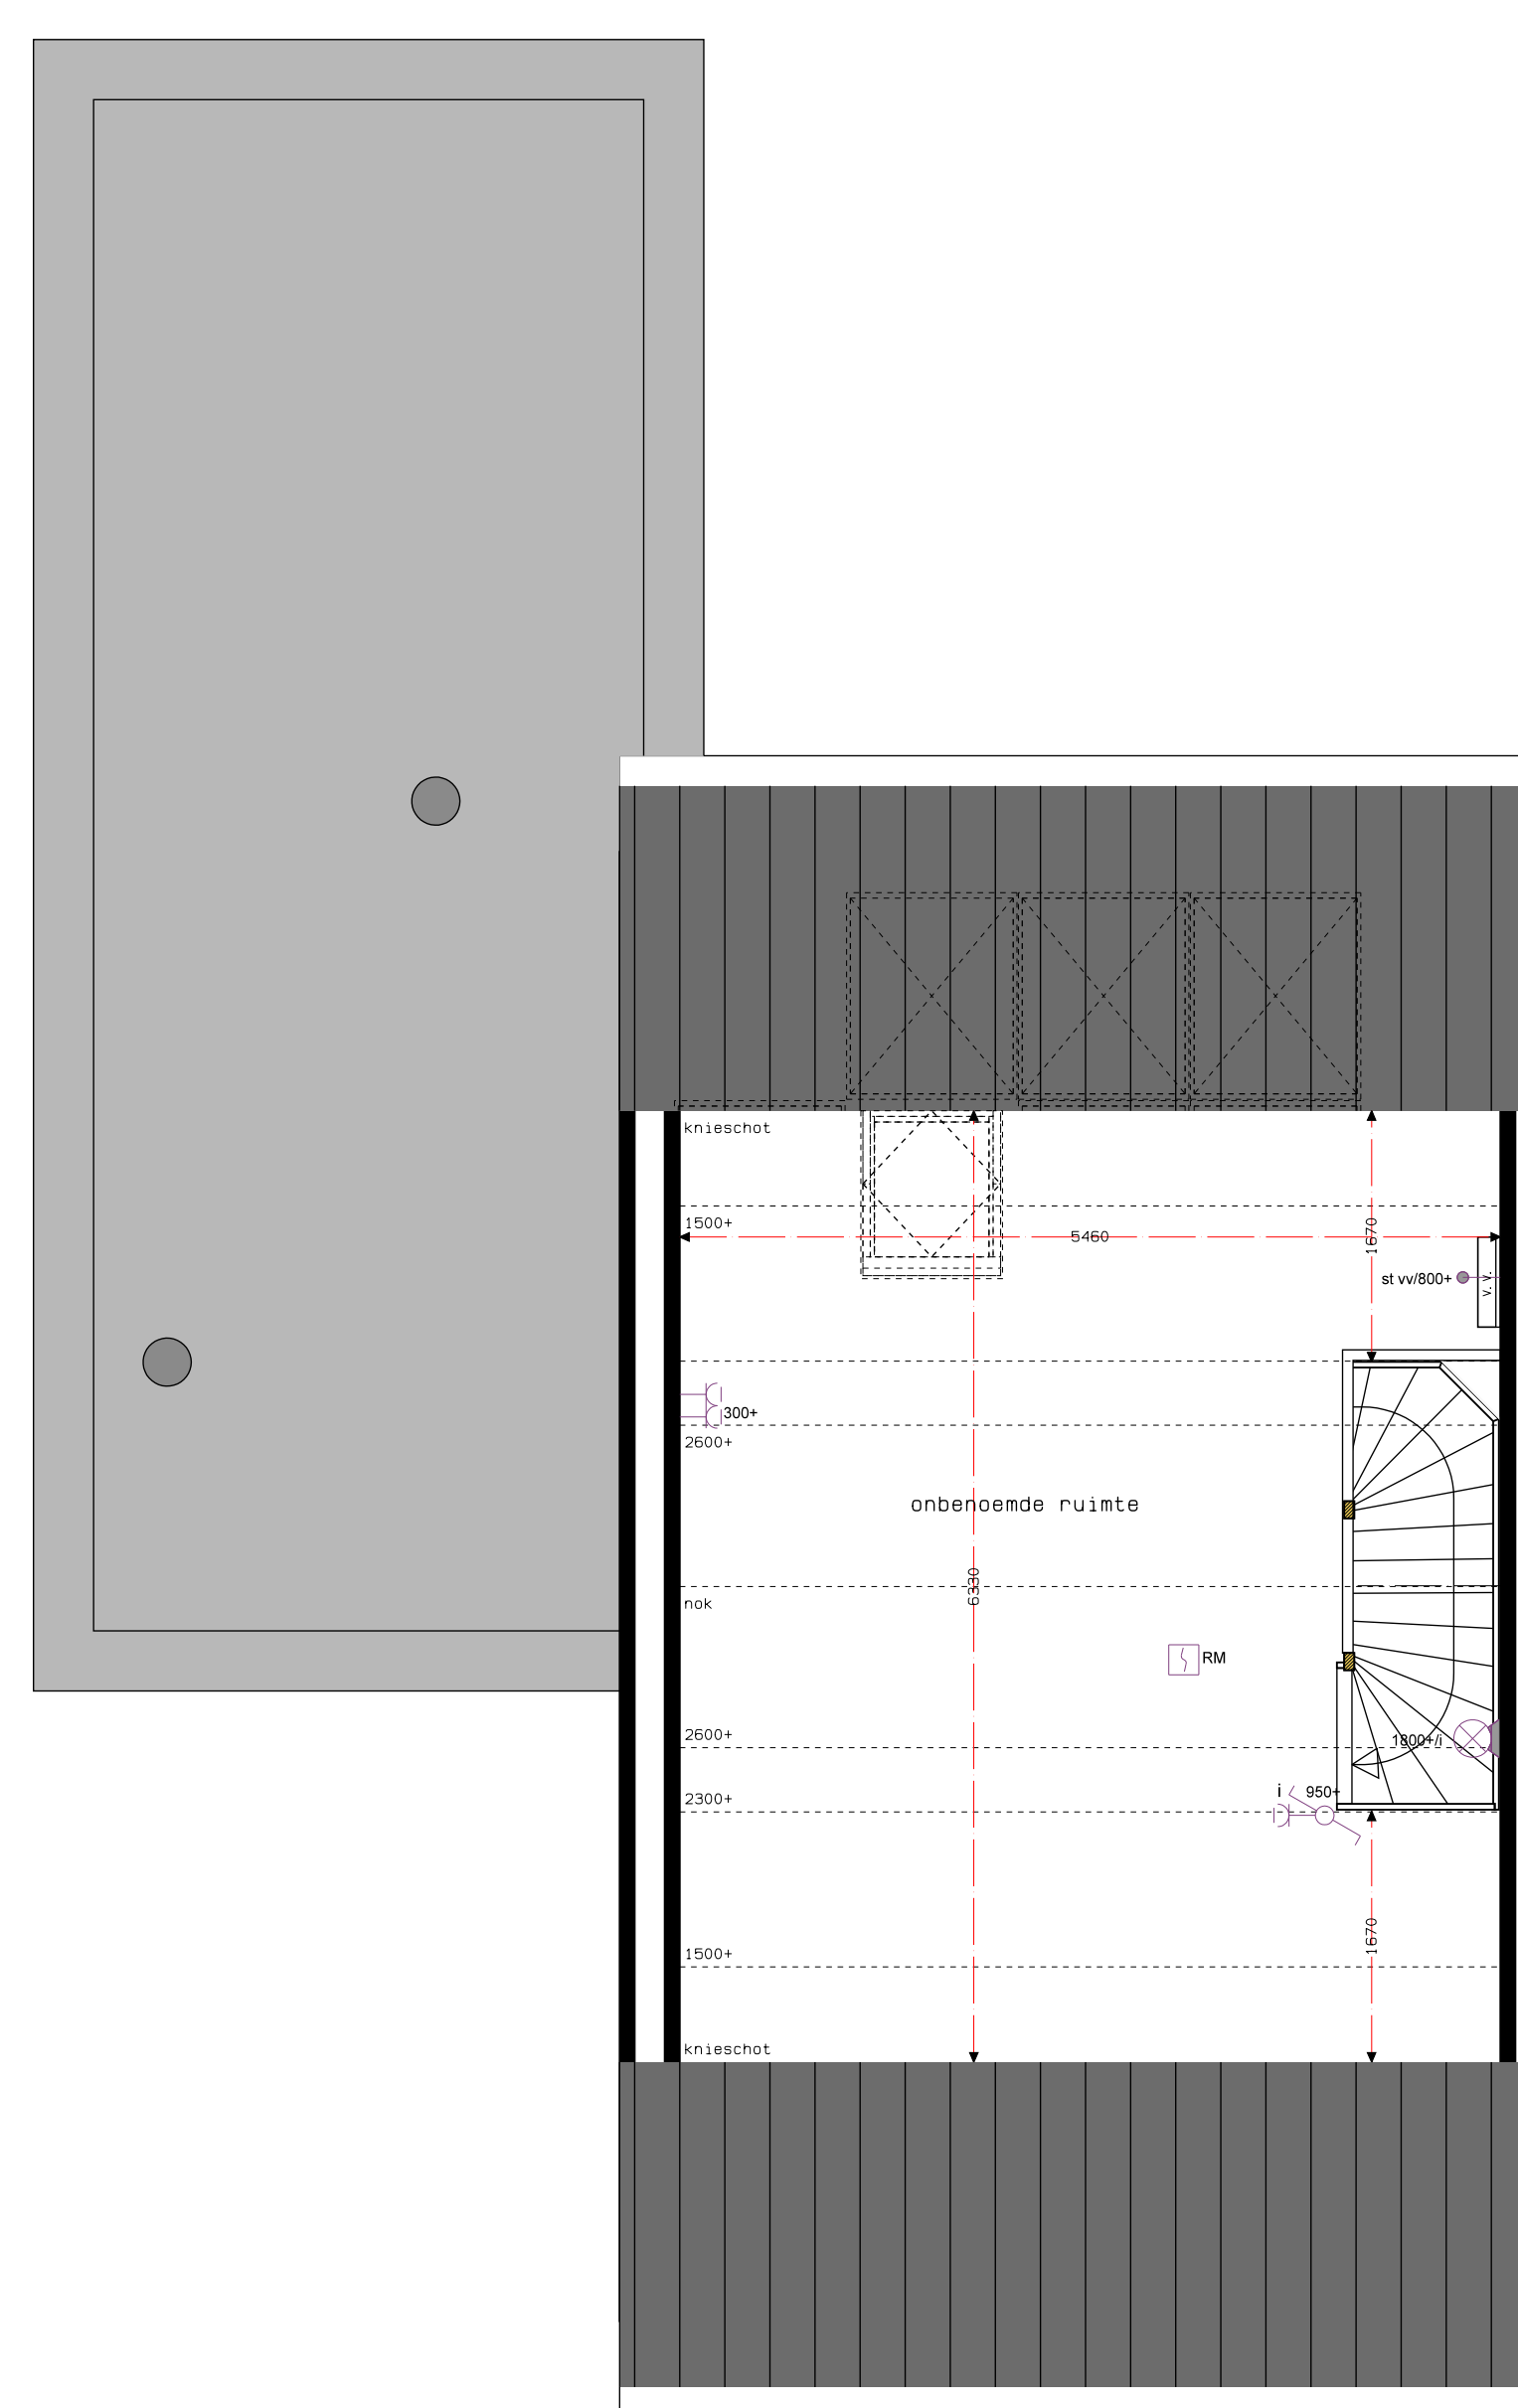 knieschot
1500+
5460
1670
st vv/800+
v.v.
300+
2600+
onbenoemde ruimte
6330
nok
RM
2600+
1800+/i
2300+
i
950+
1670
1500+
knieschot